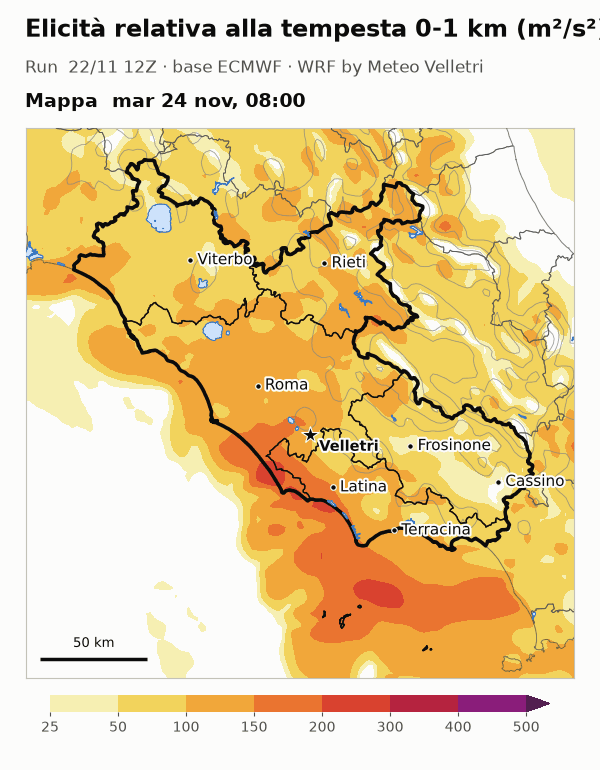 Elicità relativa alla tempesta 0-1 km (m²/s²)
Run 22/11 12Z · base ECMWF · WRF by Meteo Velletri
Mappa mar 24 nov, 08:00
Viterbo
Rieti
Roma
Velletri
Frosinone
Cassino
Latina
Terracina
50 km
25 50 100 150 200 300 400 500